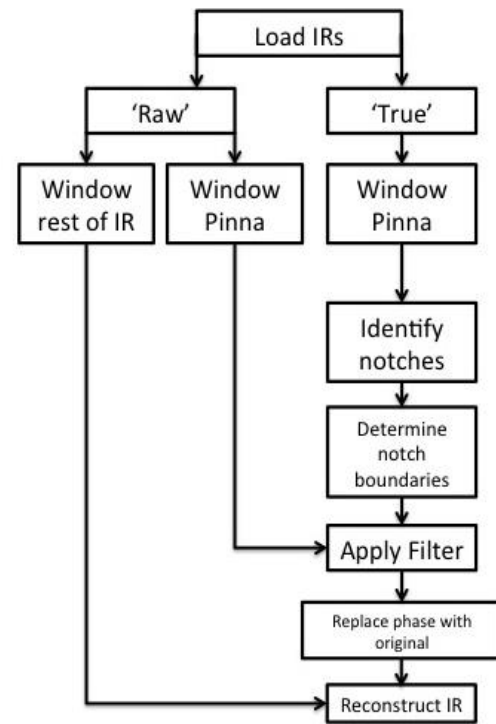 Load IRs
‘Raw’
‘True’
Window
rest of IR
Window
Pinna
Window
Pinna
Identify
notches
Determine
notch
boundaries
Apply Filter
Replace phase with
original
Reconstruct IR